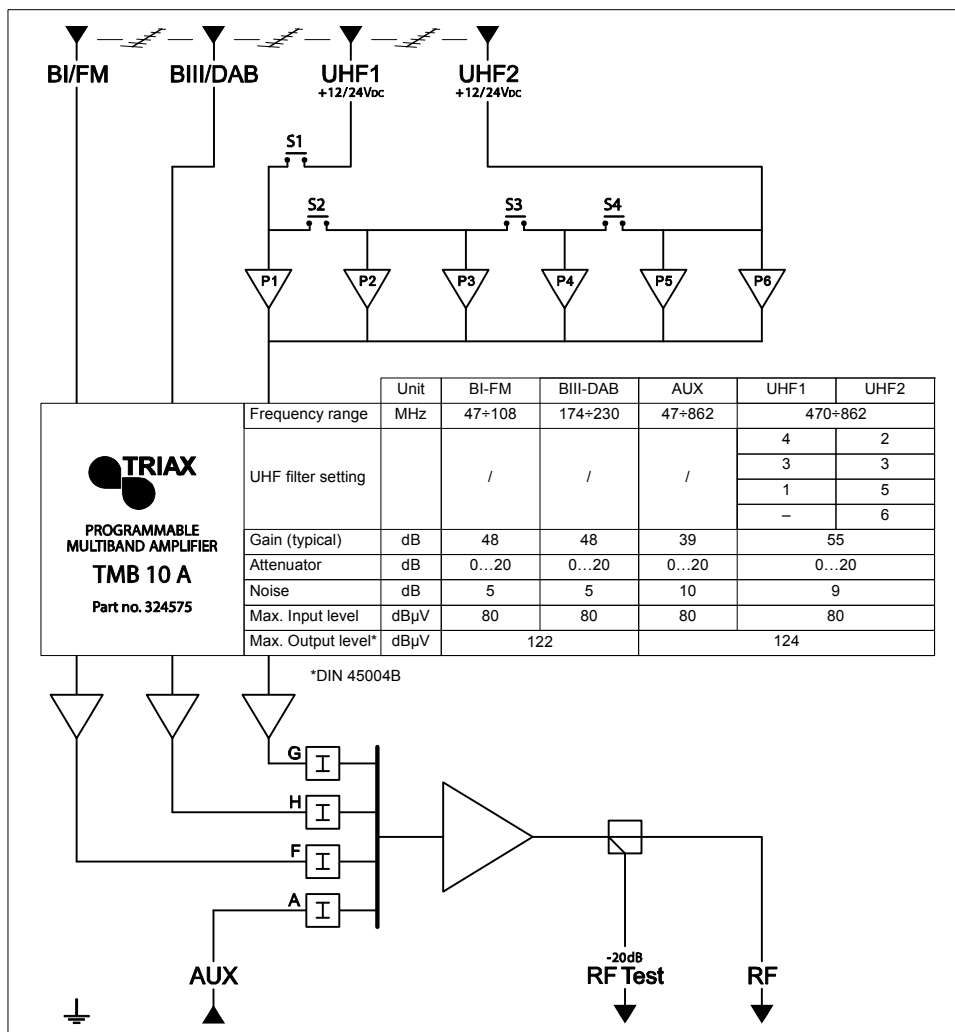 BI/FM BIII/DAB UHF1 UHF2
+12/24VDC +12/24VDC
S1
S2 S3 S4
P1 P2 P3 P4 P5 P6
Unit BI-FM BIII-DAB AUX UHF1 UHF2
Frequency range MHz 47÷108 174÷230 47÷862 470÷862
UHF filter setting / / / 4 2
3 3
1 5
– 6
Gain (typical) dB 48 48 39 55
Attenuator dB 0…20 0…20 0…20 0…20
Noise dB 5 5 10 9
Max. Input level dBµV 80 80 80 80
Max. Output level* dBµV 122 124
TRIAX
PROGRAMMABLE
MULTIBAND AMPLIFIER
TMB 10 A
Part no. 324575
*DIN 45004B
G
H
F
A
AUX
-20dB
RF Test
RF